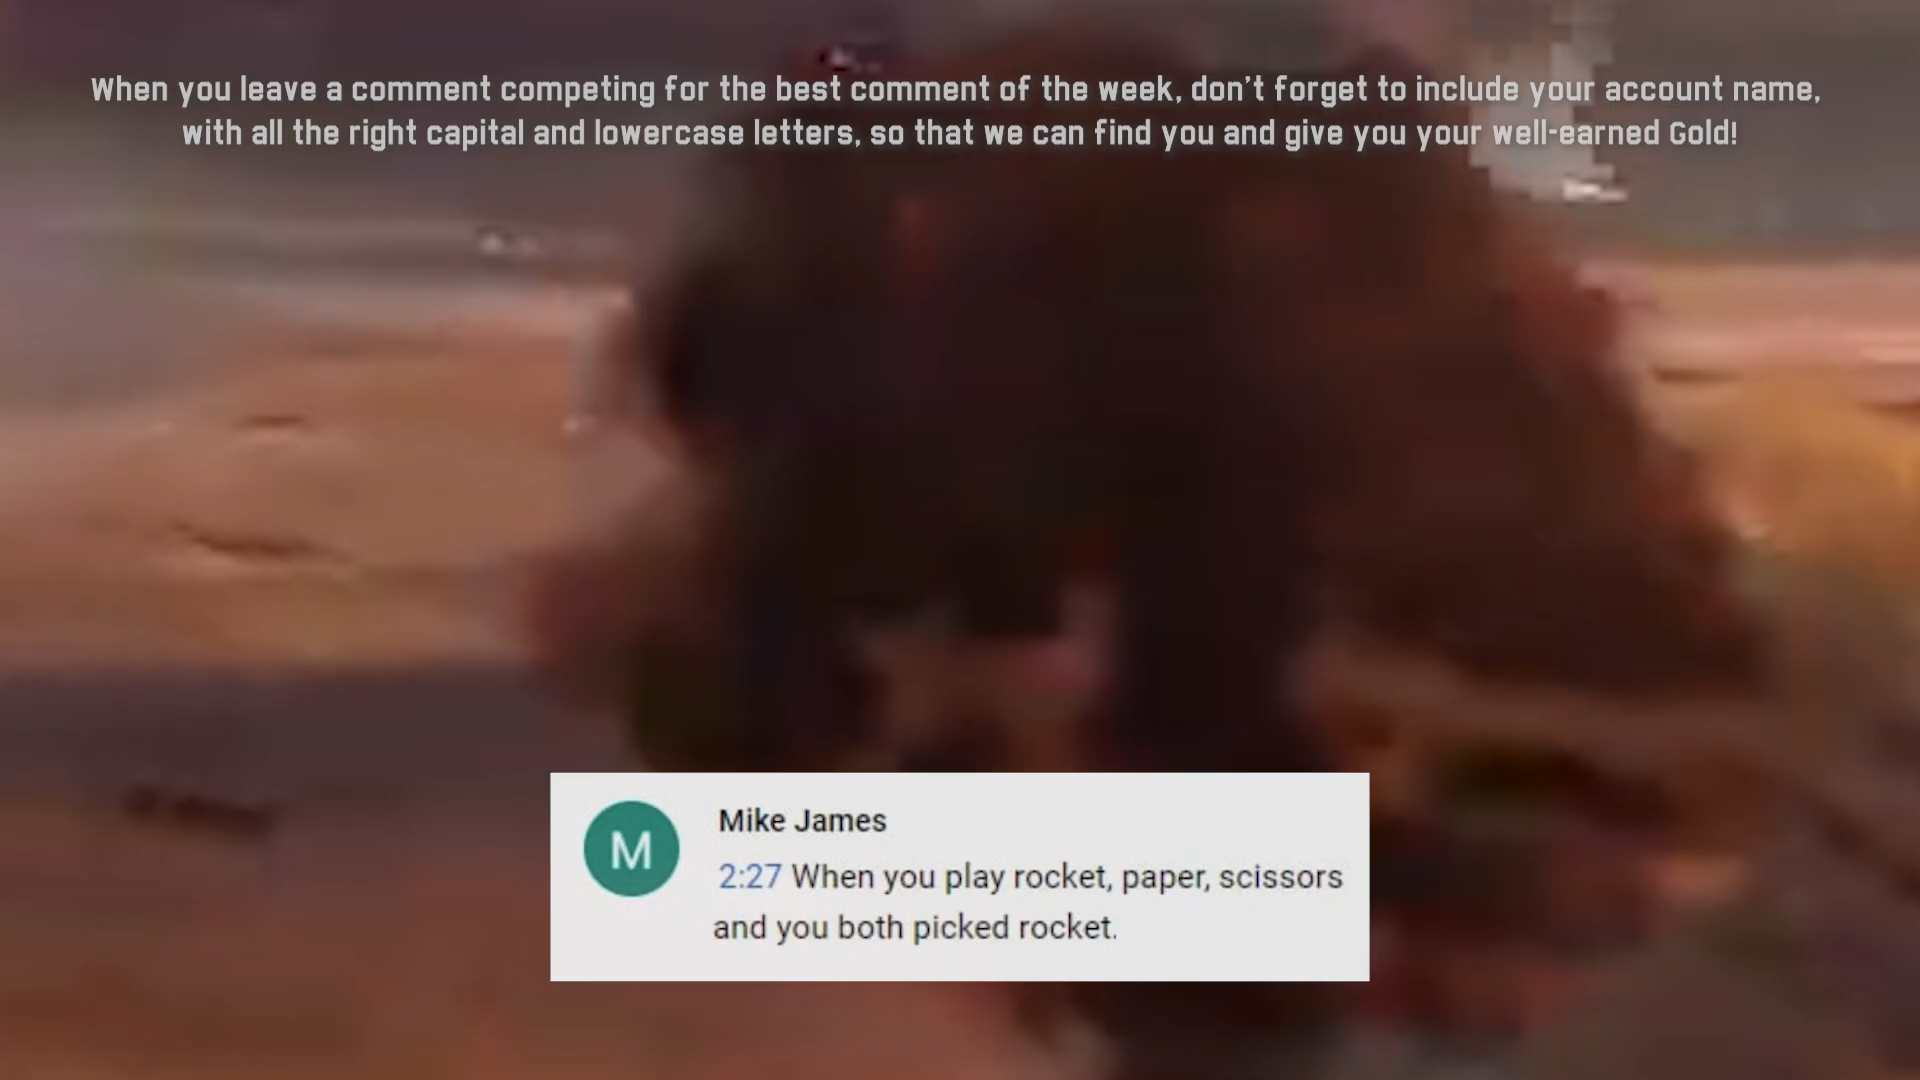 When you leave a comment competing for the best comment of the week, don't forget to include your account name,
with all the right capital and lowercase letters, so that we can find you and give you your well-earned Gold!
M
Mike James
2:27 When you play rocket, paper, scissors
and you both picked rocket.